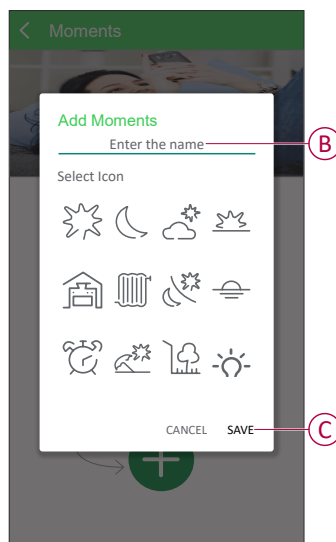 Moments
Add Moments
Enter the name
B
Select Icon
CANCEL SAVE
C